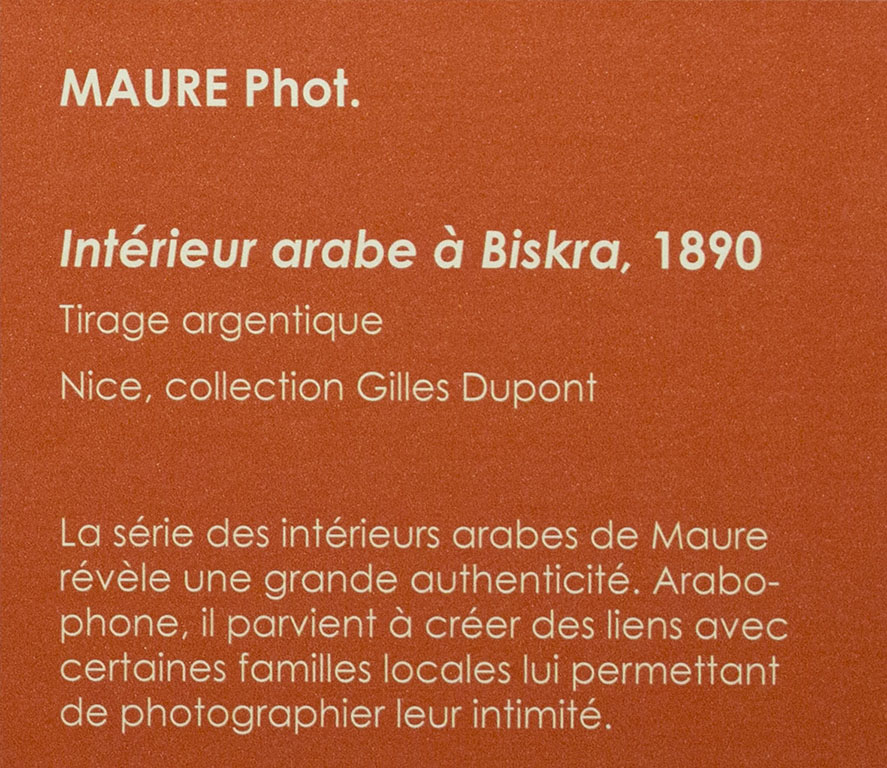 MAURE Phot.
Intérieur arabe à Biskra, 1890
Tirage argentique
Nice, collection Gilles Dupont
La série des intérieurs arabes de Maure
révèle une grande authenticité. Arabo-
phone, il parvient à créer des liens avec
certaines familles locales lui permettant
de photographier leur intimité.